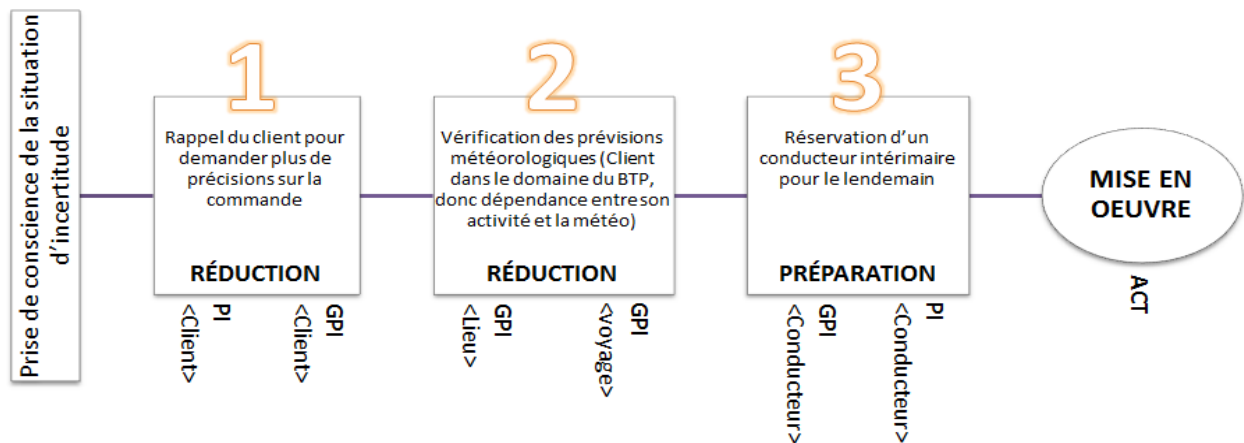 Prise de conscience de la situation
d'incertitude
1
Rappel du client pour
demander plus de
précisions sur la
commande
RÉDUCTION
PI
<Client>
GPI
<Client>
2
Vérification des prévisions
météorologiques (Client
dans le domaine du BTP,
donc dépendance entre son
activité et la météo)
RÉDUCTION
GPI
<Lieu>
GPI
<voyage>
3
Réservation d'un
conducteur intérimaire
pour le lendemain
PRÉPARATION
GPI
<Conducteur>
PI
<Conducteur>
MISE EN
OEUVRE
ACT